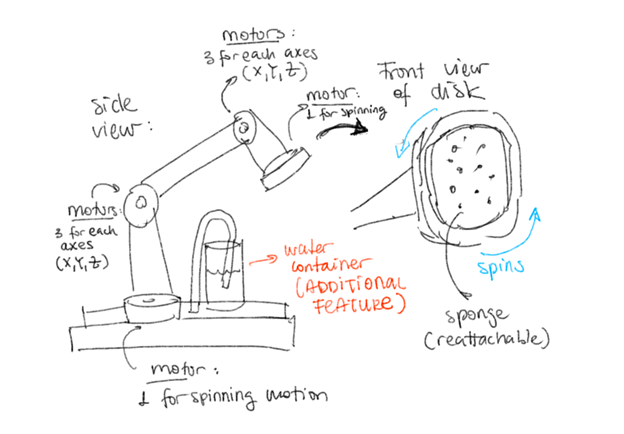 motors:
3 for each axes
(X,Y,Z)
Front view
of disk
side
view:
motor:
1 for spinning
motors:
3 for each
axes
(X,Y,Z)
water
container
(ADDITIONAL
FEATURE)
spins
sponge
(reattachable)
motor:
1 for spinning motion